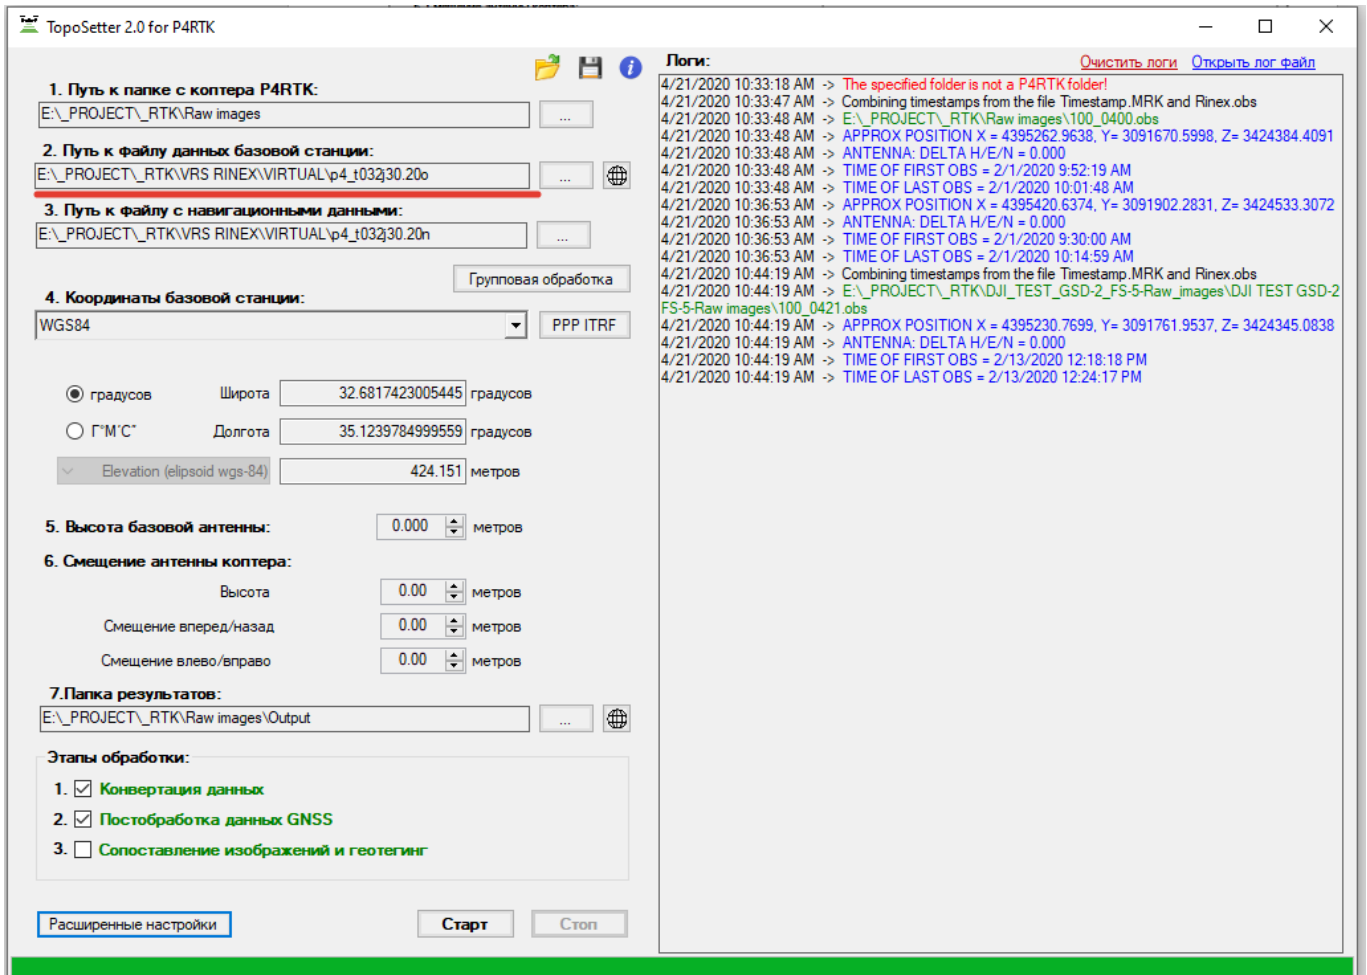 TopoSetter 2.0 for P4RTK
1. Путь к папке с коптера P4RTK:
E:\_PROJECT\_RTK\Raw images
...
2. Путь к файлу данных базовой станции:
E:\_PROJECT\_RTK\VRS RINEX\VIRTUAL\p4_t032j30.20o
...
3. Путь к файлу с навигационными данными:
E:\_PROJECT\_RTK\VRS RINEX\VIRTUAL\p4_t032j30.20n
...
Групповая обработка
4. Координаты базовой станции:
WGS84
PPP ITRF
градусов Широта 32.6817423005445 градусов
Г°М'С" Долгота 35.1239784999559 градусов
Elevation (elipsoid wgs-84) 424.151 метров
5. Высота базовой антенны: 0.000 метров
6. Смещение антенны коптера:
Высота 0.00 метров
Смещение вперед/назад 0.00 метров
Смещение влево/вправо 0.00 метров
7.Папка результатов:
E:\_PROJECT\_RTK\Raw images\Output
...
Этапы обработки:
1. Конвертация данных
2. Постобработка данных GNSS
3. Сопоставление изображений и геотегинг
Расширенные настройки
Старт
Стоп
Логи:
Очистить логи Открыть лог файл
4/21/2020 10:33:18 AM -> The specified folder is not a P4RTK folder!
4/21/2020 10:33:47 AM -> Combining timestamps from the file Timestamp.MRK and Rinex.obs
4/21/2020 10:33:48 AM -> E:\_PROJECT\_RTK\Raw images\100_0400.obs
4/21/2020 10:33:48 AM -> APPROX POSITION X = 4395262.9638, Y= 3091670.5998, Z= 3424384.4091
4/21/2020 10:33:48 AM -> ANTENNA: DELTA H/E/N = 0.000
4/21/2020 10:33:48 AM -> TIME OF FIRST OBS = 2/1/2020 9:52:19 AM
4/21/2020 10:33:48 AM -> TIME OF LAST OBS = 2/1/2020 10:01:48 AM
4/21/2020 10:36:53 AM -> APPROX POSITION X = 4395420.6374, Y= 3091902.2831, Z= 3424533.3072
4/21/2020 10:36:53 AM -> ANTENNA: DELTA H/E/N = 0.000
4/21/2020 10:36:53 AM -> TIME OF FIRST OBS = 2/1/2020 9:30:00 AM
4/21/2020 10:36:53 AM -> TIME OF LAST OBS = 2/1/2020 10:14:59 AM
4/21/2020 10:44:19 AM -> Combining timestamps from the file Timestamp.MRK and Rinex.obs
4/21/2020 10:44:19 AM -> E:\_PROJECT\_RTK\DJI_TEST_GSD-2_FS-5-Raw_images\DJI TEST GSD-2
FS-5-Raw images\100_0421.obs
4/21/2020 10:44:19 AM -> APPROX POSITION X = 4395230.7699, Y= 3091761.9537, Z= 3424345.0838
4/21/2020 10:44:19 AM -> ANTENNA: DELTA H/E/N = 0.000
4/21/2020 10:44:19 AM -> TIME OF FIRST OBS = 2/13/2020 12:18:18 PM
4/21/2020 10:44:19 AM -> TIME OF LAST OBS = 2/13/2020 12:24:17 PM